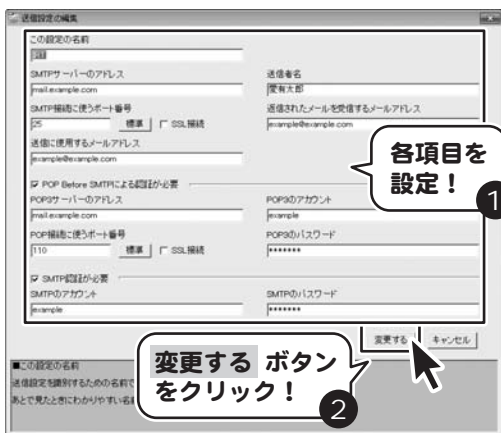 送信設定の編集
この設定の名前
SMTPサーバーのアドレス
送信者名
mail.example.com
愛有太郎
SMTP接続に使うポート番号
返信されたメールを受信するメールアドレス
25 標準 SSL接続
example@example.com
送信に使用するメールアドレス
example@example.com
各項目を
設定！
1
POP Before SMTPによる認証が必要
POP3サーバーのアドレス
POP3のアカウント
mail.example.com
example
POP接続に使うポート番号
POP3のパスワード
110 標準 SSL接続
*******
SMTP認証が必要
SMTPのアカウント
SMTPのパスワード
example
*******
変更する キャンセル
■この設定の名前
送信設定を識別するための名前で
あとで見たときにわかりやすい名前
変更する ボタン
をクリック！
2